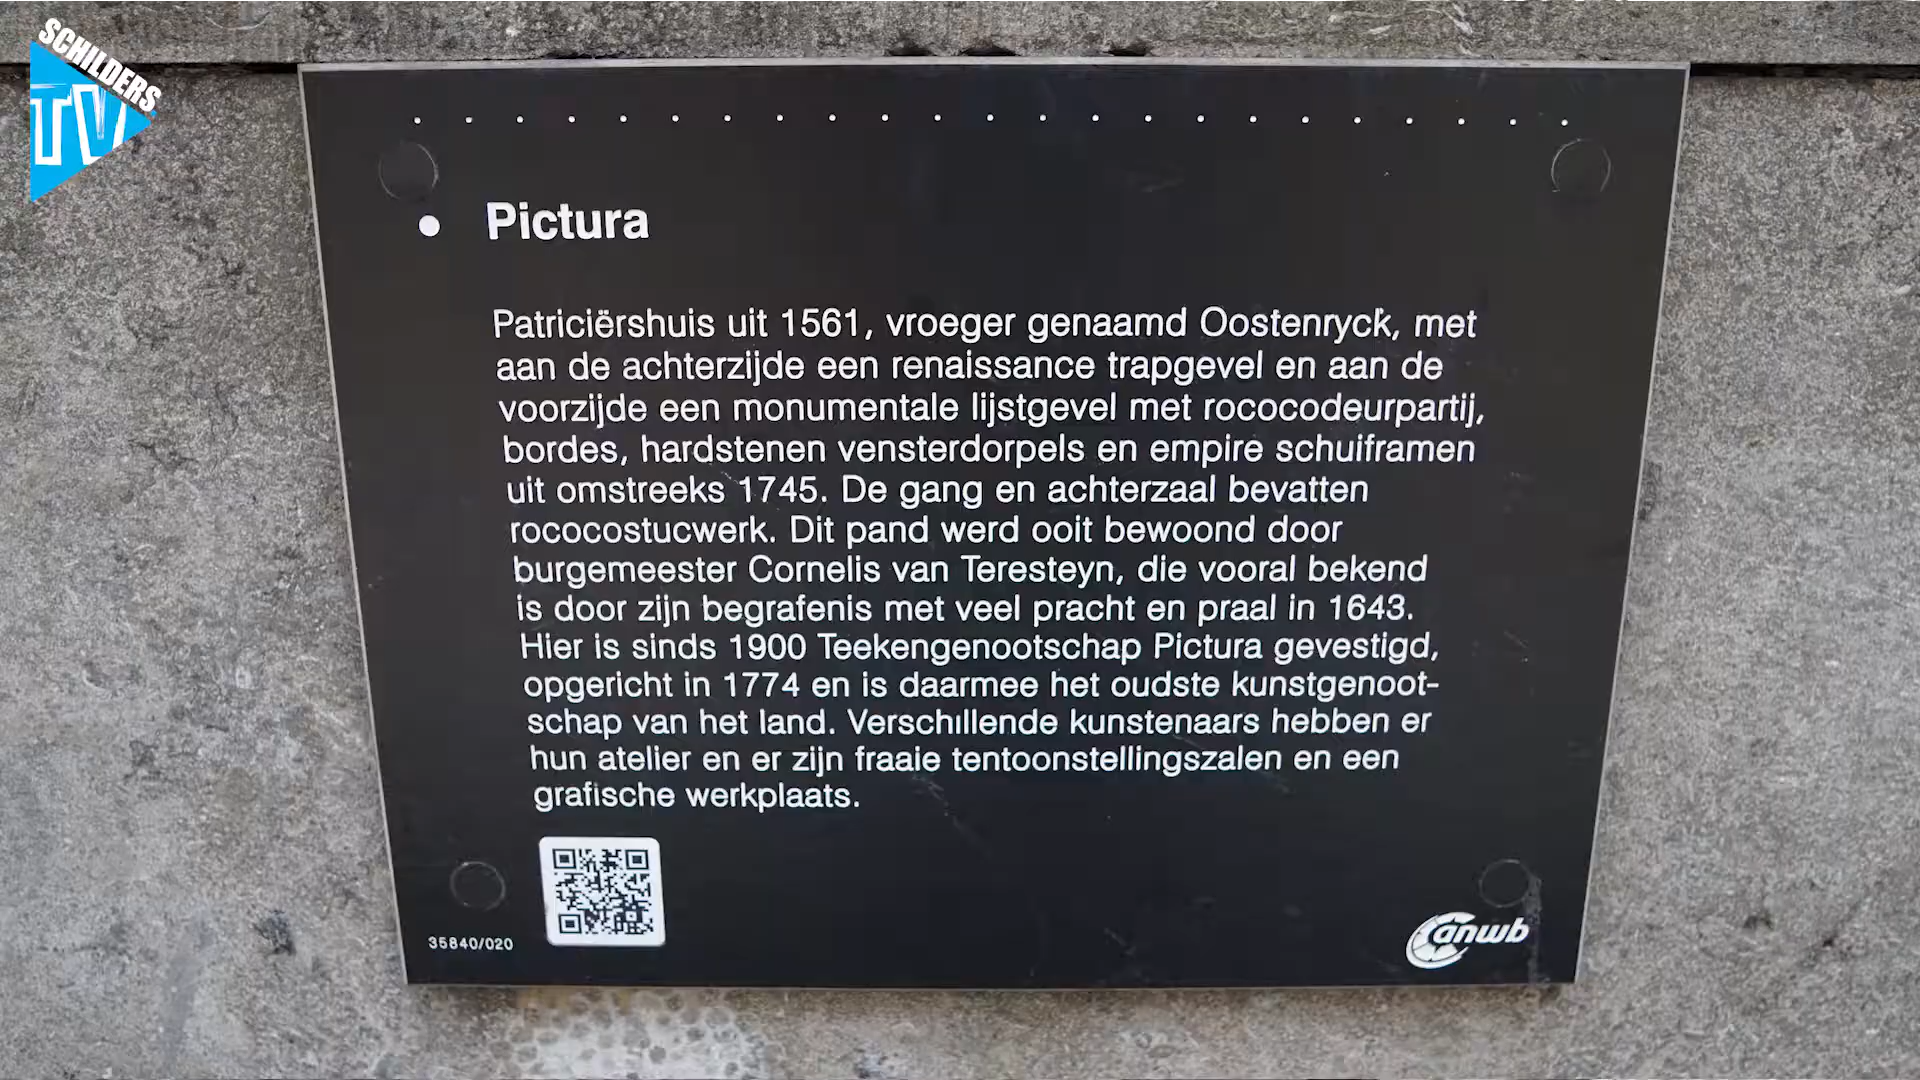 SCHILDERS
TV
Pictura
Patriciërshuis uit 1561, vroeger genaamd Oostenryck, met
aan de achterzijde een renaissance trapgevel en aan de
voorzijde een monumentale lijstgevel met rococodeurpartij,
bordes, hardstenen vensterdorpels en empire schuiframen
uit omstreeks 1745. De gang en achterzaal bevatten
rococostucwerk. Dit pand werd ooit bewoond door
burgemeester Cornelis van Teresteyn, die vooral bekend
is door zijn begrafenis met veel pracht en praal in 1643.
Hier is sinds 1900 Teekengenootschap Pictura gevestigd,
opgericht in 1774 en is daarmee het oudste kunstgenoot-
schap van het land. Verschillende kunstenaars hebben er
hun atelier en er zijn fraaie tentoonstellingszalen en een
grafische werkplaats.
35840/020
anwb